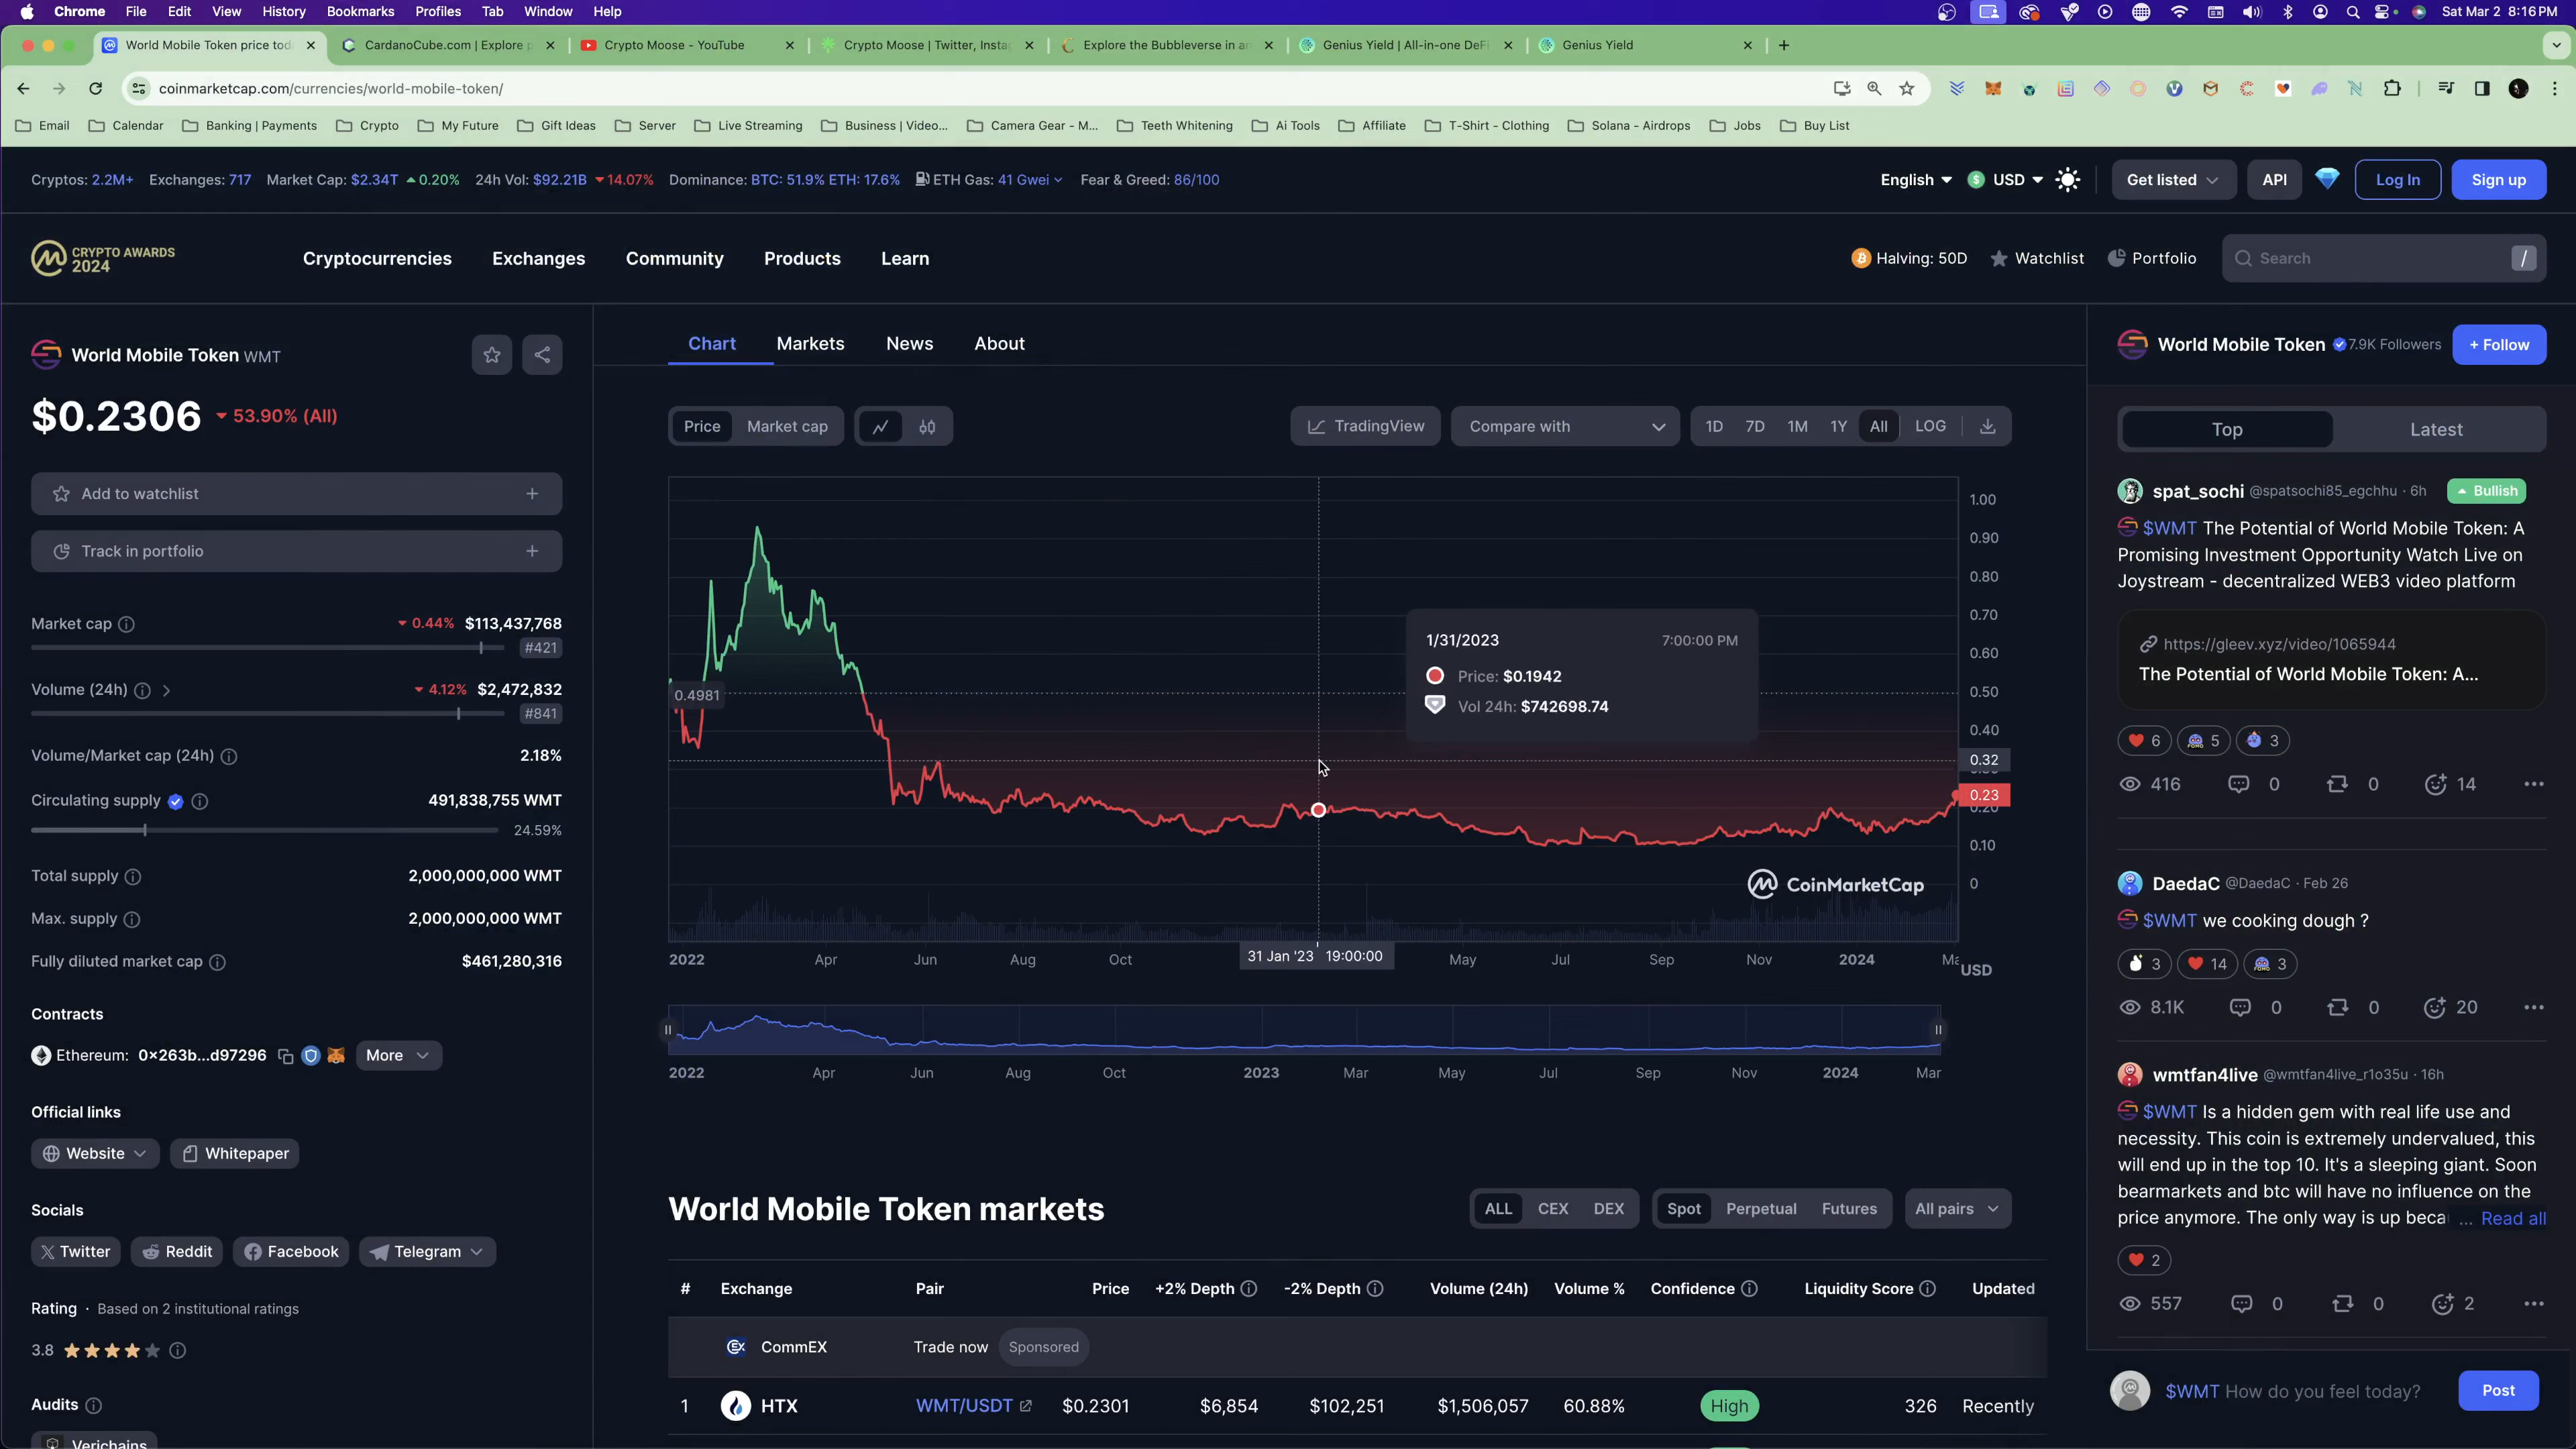 Chrome File Edit View History Bookmarks Profiles Tab Window Help Sat Mar 2 8:16 PM
World Mobile Token price tod
CardanoCube.com | Explore p
Crypto Moose - YouTube
Crypto Moose | Twitter, Insta
Explore the Bubbleverse in an
Genius Yield | All-in-one DeFi
Genius Yield
coinmarketcap.com/currencies/world-mobile-token/
Email Calendar Banking | Payments Crypto My Future Gift Ideas Server Live Streaming Business | Video... Camera Gear - M... Teeth Whitening Ai Tools Affiliate T-Shirt - Clothing Solana - Airdrops Jobs Buy List
Cryptos: 2.2M+ Exchanges: 717 Market Cap: $2.34T 0.20% 24h Vol: $92.21B 14.07% Dominance: BTC: 51.9% ETH: 17.6% ETH Gas: 41 Gwei Fear & Greed: 86/100
English USD Get listed API Log In Sign up
CRYPTO AWARDS
2024
Cryptocurrencies Exchanges Community Products Learn
Halving: 50D Watchlist Portfolio Search /
World Mobile Token WMT
$0.2306 53.90% (All)
Add to watchlist +
Track in portfolio +
Market cap 0.44% $113,437,768
#421
Volume (24h) 4.12% $2,472,832
#841
Volume/Market cap (24h) 2.18%
Circulating supply 491,838,755 WMT
24.59%
Total supply 2,000,000,000 WMT
Max. supply 2,000,000,000 WMT
Fully diluted market cap $461,280,316
Contracts
Ethereum: 0x263b...d97296 More
Official links
Website Whitepaper
Socials
Twitter Reddit Facebook Telegram
Rating · Based on 2 institutional ratings
3.8
Audits
Verichains
Chart Markets News About
Price Market cap TradingView Compare with 1D 7D 1M 1Y All LOG
1.00
0.90
0.80
0.70
0.60
0.50
0.40
0.32
0.23
0.10
0
0.4981
1/31/2023 7:00:00 PM
Price: $0.1942
Vol 24h: $742698.74
CoinMarketCap
2022 Apr Jun Aug Oct 31 Jan '23 19:00:00 May Jul Sep Nov 2024 Ma
USD
2022 Apr Jun Aug Oct 2023 Mar May Jul Sep Nov 2024 Mar
World Mobile Token markets
ALL CEX DEX Spot Perpetual Futures All pairs
# Exchange Pair Price +2% Depth -2% Depth Volume (24h) Volume % Confidence Liquidity Score Updated
CommEX Trade now Sponsored
1 HTX WMT/USDT $0.2301 $6,854 $102,251 $1,506,057 60.88% High 326 Recently
World Mobile Token 7.9K Followers + Follow
Top Latest
spat_sochi @spatsochi85_egchhu · 6h Bullish
$WMT The Potential of World Mobile Token: A
Promising Investment Opportunity Watch Live on
Joystream - decentralized WEB3 video platform
https://gleev.xyz/video/1065944
The Potential of World Mobile Token: A...
6 5 3
416 0 0 14
DaedaC @DaedaC · Feb 26
$WMT we cooking dough ?
3 14 3
8.1K 0 0 20
wmtfan4live @wmtfan4live_r1o35u · 16h
$WMT Is a hidden gem with real life use and
necessity. This coin is extremely undervalued, this
will end up in the top 10. It's a sleeping giant. Soon
bearmarkets and btc will have no influence on the
price anymore. The only way is up beca ... Read all
2
557 0 0 2
$WMT How do you feel today? Post